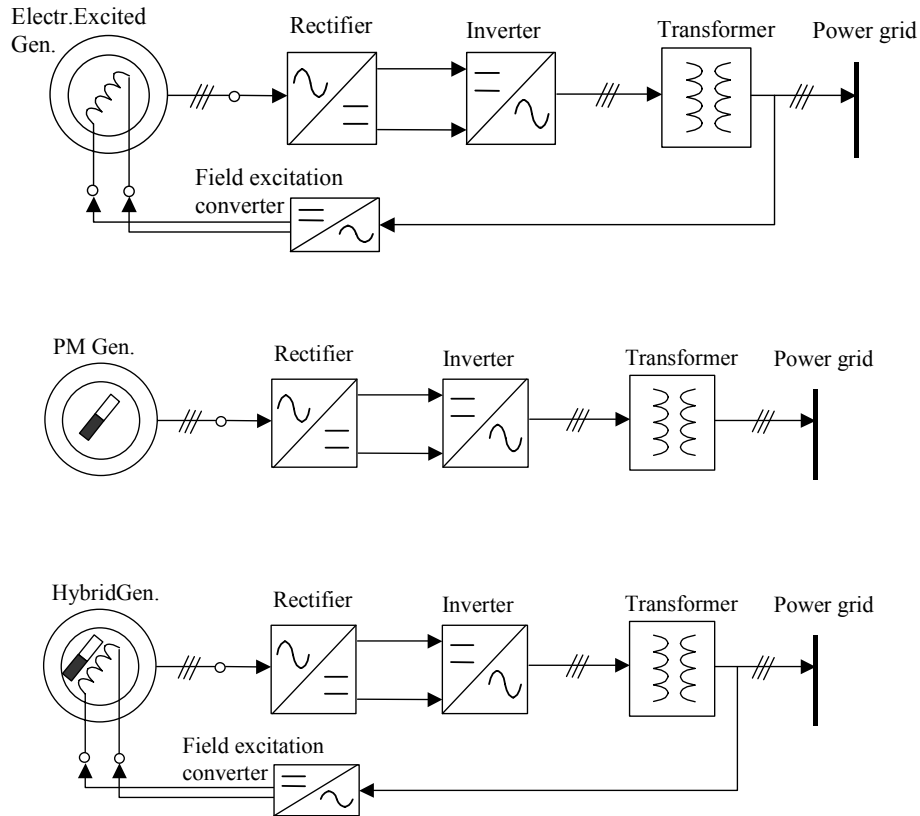 Electr.Excited
Gen.
Rectifier
Inverter
Transformer
Power grid
Field excitation
converter
PM Gen.
Rectifier
Inverter
Transformer
Power grid
HybridGen.
Rectifier
Inverter
Transformer
Power grid
Field excitation
converter